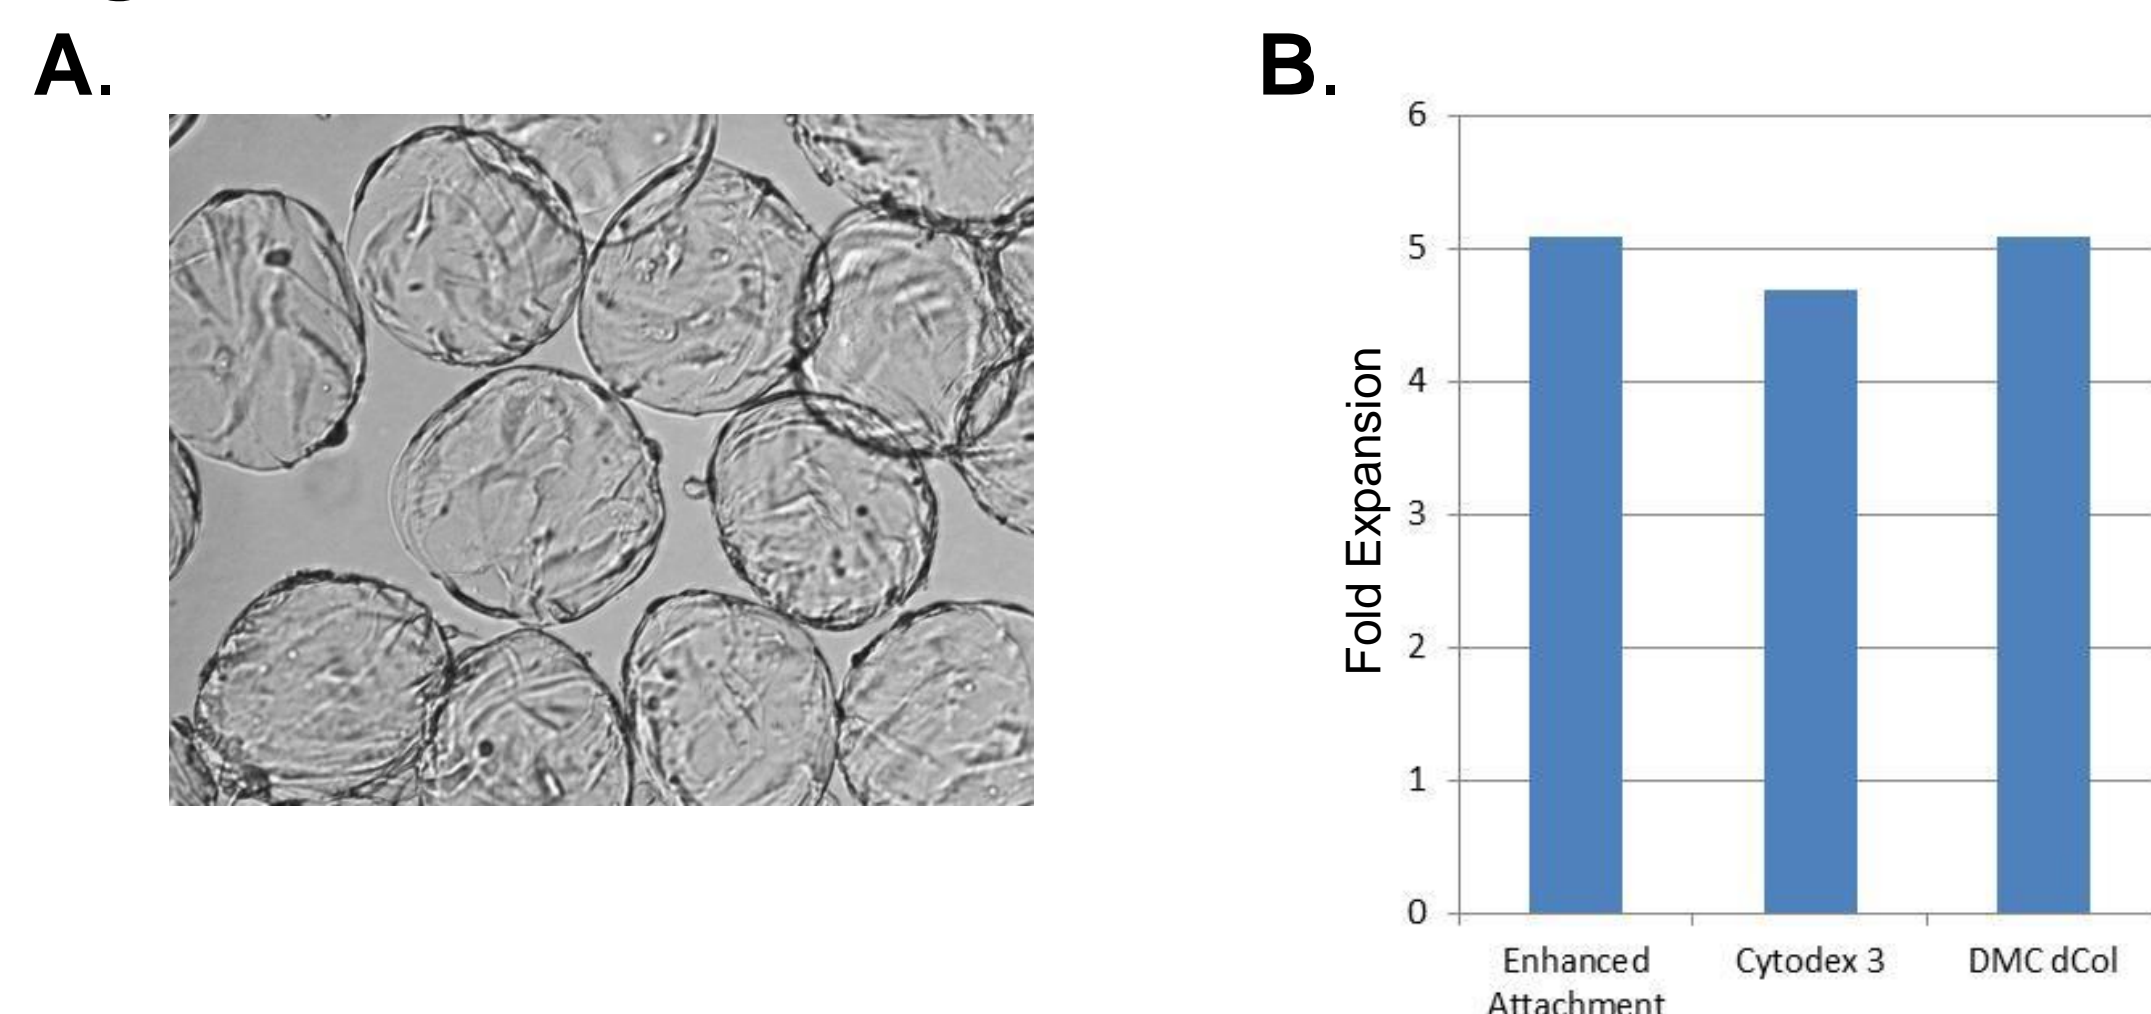 A.
B.
6
5
4
3
2
1
0
Fold Expansion
Enhanced
Attachment
Cytodex 3
DMC dCol